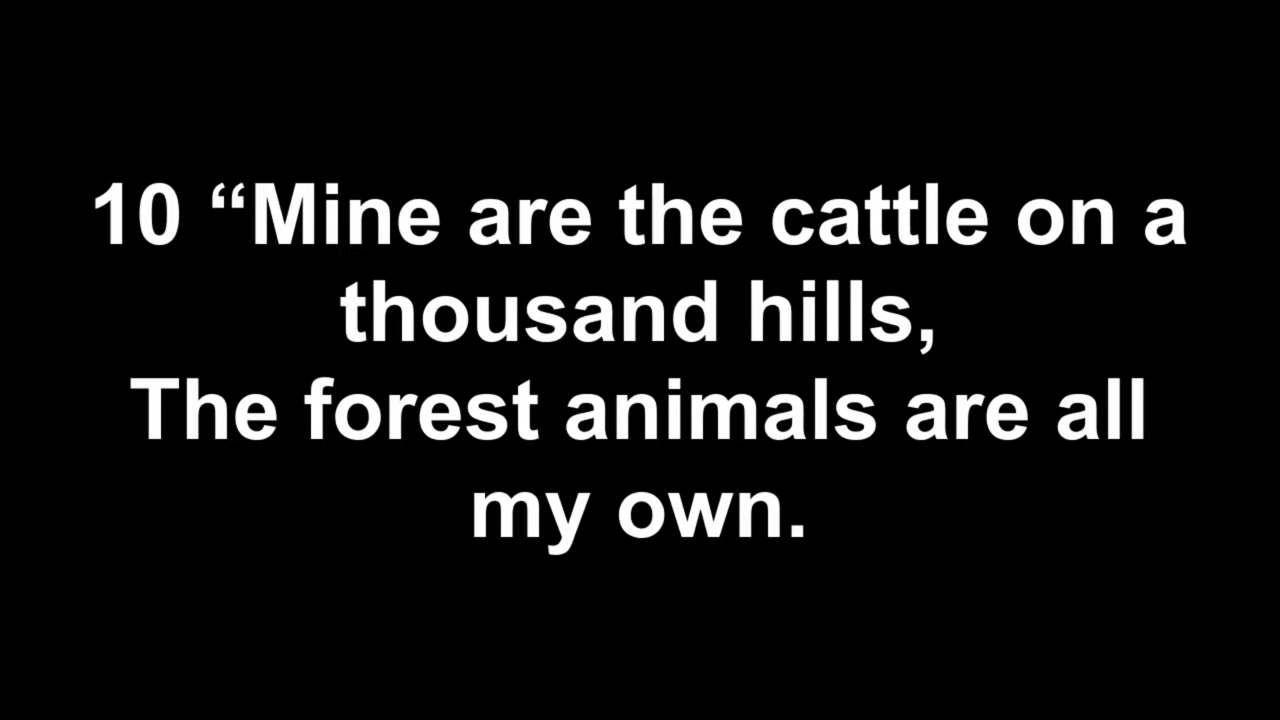 10 “Mine are the cattle on a
thousand hills,
The forest animals are all
my own.